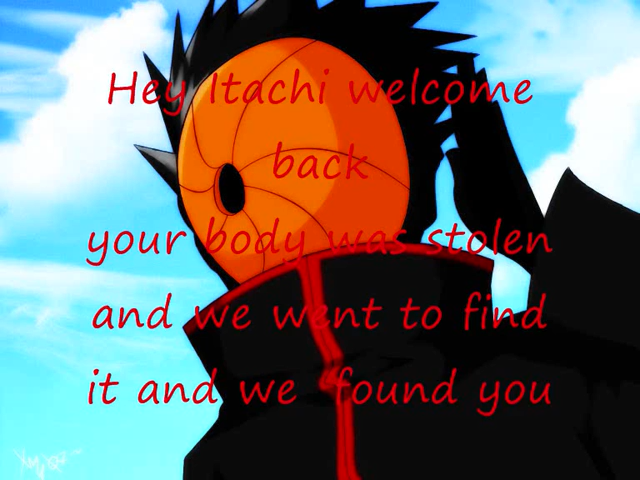 Hey Itachi welcome
back
your body was stolen
and we went to find
it and we found you